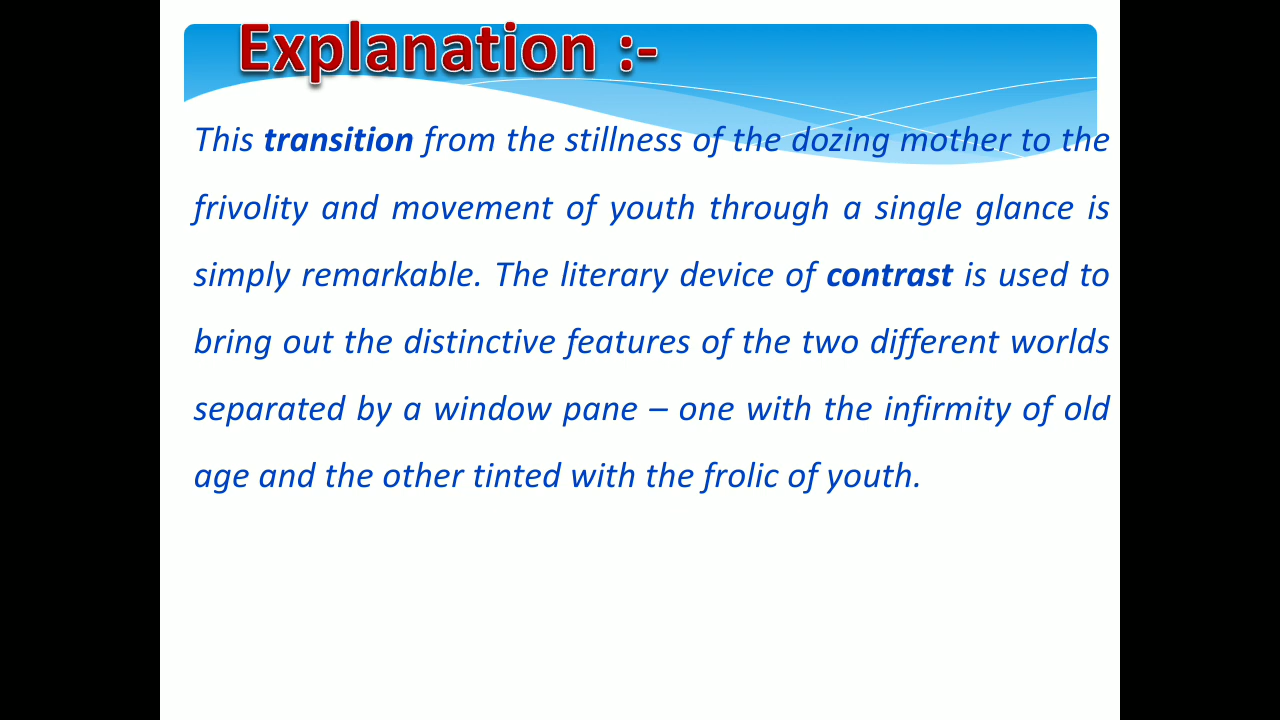 Explanation :-
This transition from the stillness of the dozing mother to the
frivolity and movement of youth through a single glance is
simply remarkable. The literary device of contrast is used to
bring out the distinctive features of the two different worlds
separated by a window pane – one with the infirmity of old
age and the other tinted with the frolic of youth.